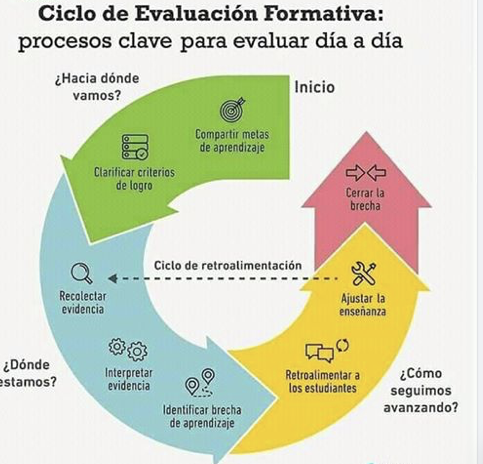 Ciclo de Evaluación Formativa:
procesos clave para evaluar día a día
¿Hacia dónde
vamos?
Inicio
Compartir metas
de aprendizaje
Clarificar criterios
de logro
Cerrar la
brecha
Ciclo de retroalimentación
Recolectar
evidencia
Ajustar la
enseñanza
¿Dónde
estamos?
Interpretar
evidencia
Retroalimentar a
los estudiantes
¿Cómo
seguimos
avanzando?
Identificar brecha
de aprendizaje